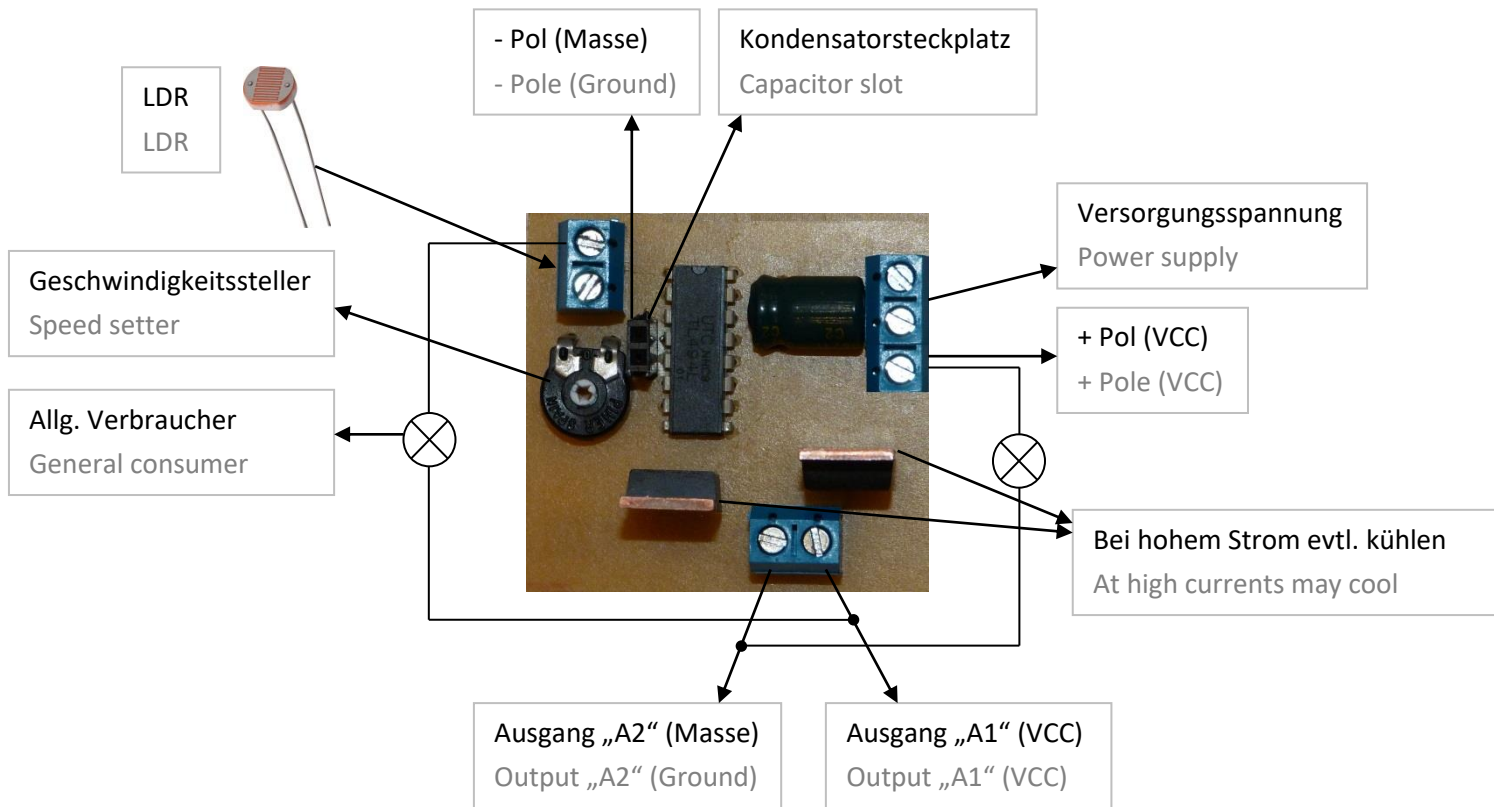 - Pol (Masse)
- Pole (Ground)
Kondensatorsteckplatz
Capacitor slot
LDR
LDR
Versorgungsspannung
Power supply
Geschwindigkeitssteller
Speed setter
+ Pol (VCC)
+ Pole (VCC)
Allg. Verbraucher
General consumer
Bei hohem Strom evtl. kühlen
At high currents may cool
Ausgang „A2“ (Masse)
Output „A2“ (Ground)
Ausgang „A1“ (VCC)
Output „A1“ (VCC)
UTC